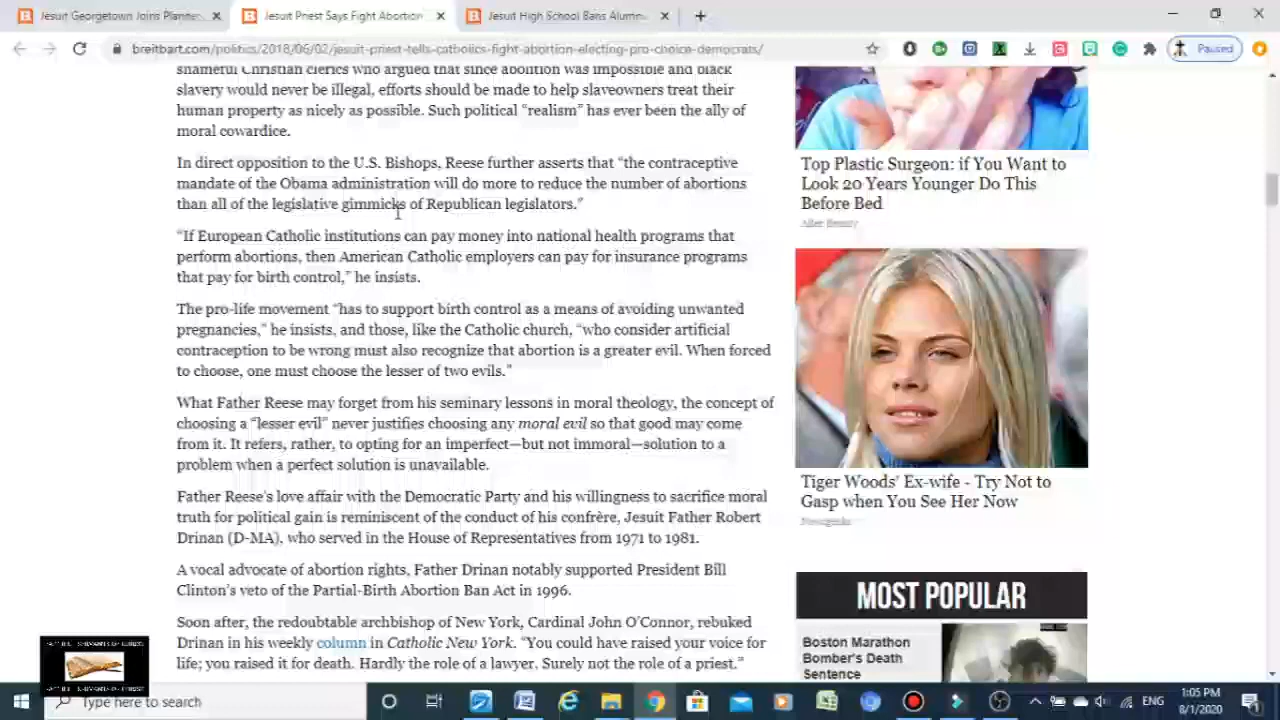 Jesuit Georgetown Joins Planne
Jesuit Priest Says Fight Abortion
Jesuit High School Bans Alumn
breitbart.com/politics/2018/06/02/jesuit-priest-tells-catholics-fight-abortion-electing-pro-choice-democrats/
Paused
shameful Christian clerics who argued that since abolition was impossible and black
slavery would never be illegal, efforts should be made to help slaveowners treat their
human property as nicely as possible. Such political “realism” has ever been the ally of
moral cowardice.
In direct opposition to the U.S. Bishops, Reese further asserts that “the contraceptive
mandate of the Obama administration will do more to reduce the number of abortions
than all of the legislative gimmicks of Republican legislators.”
“If European Catholic institutions can pay money into national health programs that
perform abortions, then American Catholic employers can pay for insurance programs
that pay for birth control,” he insists.
The pro-life movement “has to support birth control as a means of avoiding unwanted
pregnancies,” he insists, and those, like the Catholic church, “who consider artificial
contraception to be wrong must also recognize that abortion is a greater evil. When forced
to choose, one must choose the lesser of two evils.”
What Father Reese may forget from his seminary lessons in moral theology, the concept of
choosing a “lesser evil” never justifies choosing any moral evil so that good may come
from it. It refers, rather, to opting for an imperfect—but not immoral—solution to a
problem when a perfect solution is unavailable.
Father Reese’s love affair with the Democratic Party and his willingness to sacrifice moral
truth for political gain is reminiscent of the conduct of his confrère, Jesuit Father Robert
Drinan (D-MA), who served in the House of Representatives from 1971 to 1981.
A vocal advocate of abortion rights, Father Drinan notably supported President Bill
Clinton’s veto of the Partial-Birth Abortion Ban Act in 1996.
Soon after, the redoubtable archbishop of New York, Cardinal John O’Connor, rebuked
Drinan in his weekly column in Catholic New York. “You could have raised your voice for
life; you raised it for death. Hardly the role of a lawyer. Surely not the role of a priest.”
Top Plastic Surgeon: if You Want to
Look 20 Years Younger Do This
Before Bed
Tiger Woods' Ex-wife - Try Not to
Gasp when You See Her Now
MOST POPULAR
Boston Marathon
Bomber's Death
Sentence
Type here to search
ENG
1:05 PM
8/1/2020
1